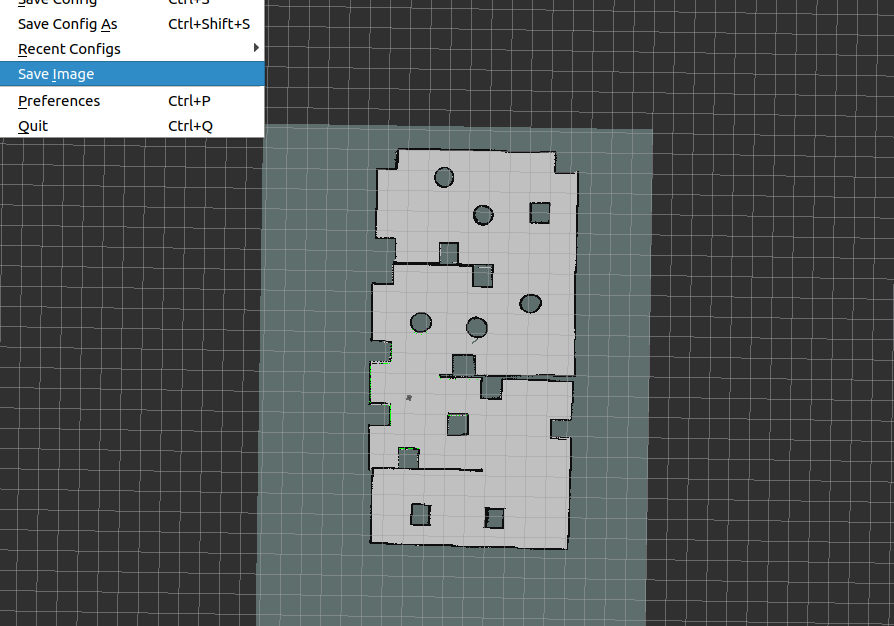 Save Config Ctrl+S
Save Config As Ctrl+Shift+S
Recent Configs
Save Image
Preferences Ctrl+P
Quit Ctrl+Q